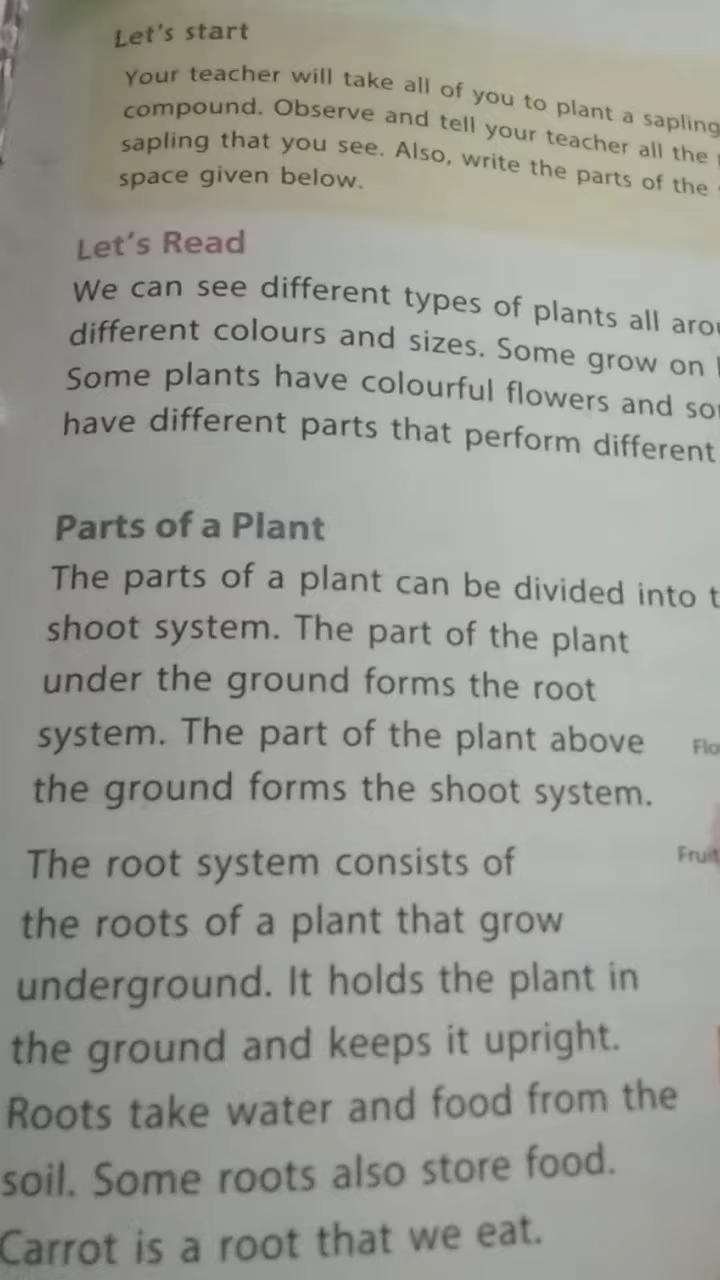 Let's start
Your teacher will take all of you to plant a sapling
compound. Observe and tell your teacher all the
sapling that you see. Also, write the parts of the
space given below.
Let's Read
We can see different types of plants all
different colours and sizes. Some grow on
Some plants have colourful flowers and
have different parts that perform different
Parts of a Plant
The parts of a plant can be divided into
shoot system. The part of the plant
under the ground forms the root
system. The part of the plant above
the ground forms the shoot system.
The root system consists of
Fruit
the roots of a plant that grow
underground. It holds the plant in
the ground and keeps it upright.
Roots take water and food from the
soil. Some roots also store food.
Carrot is a root that we eat.